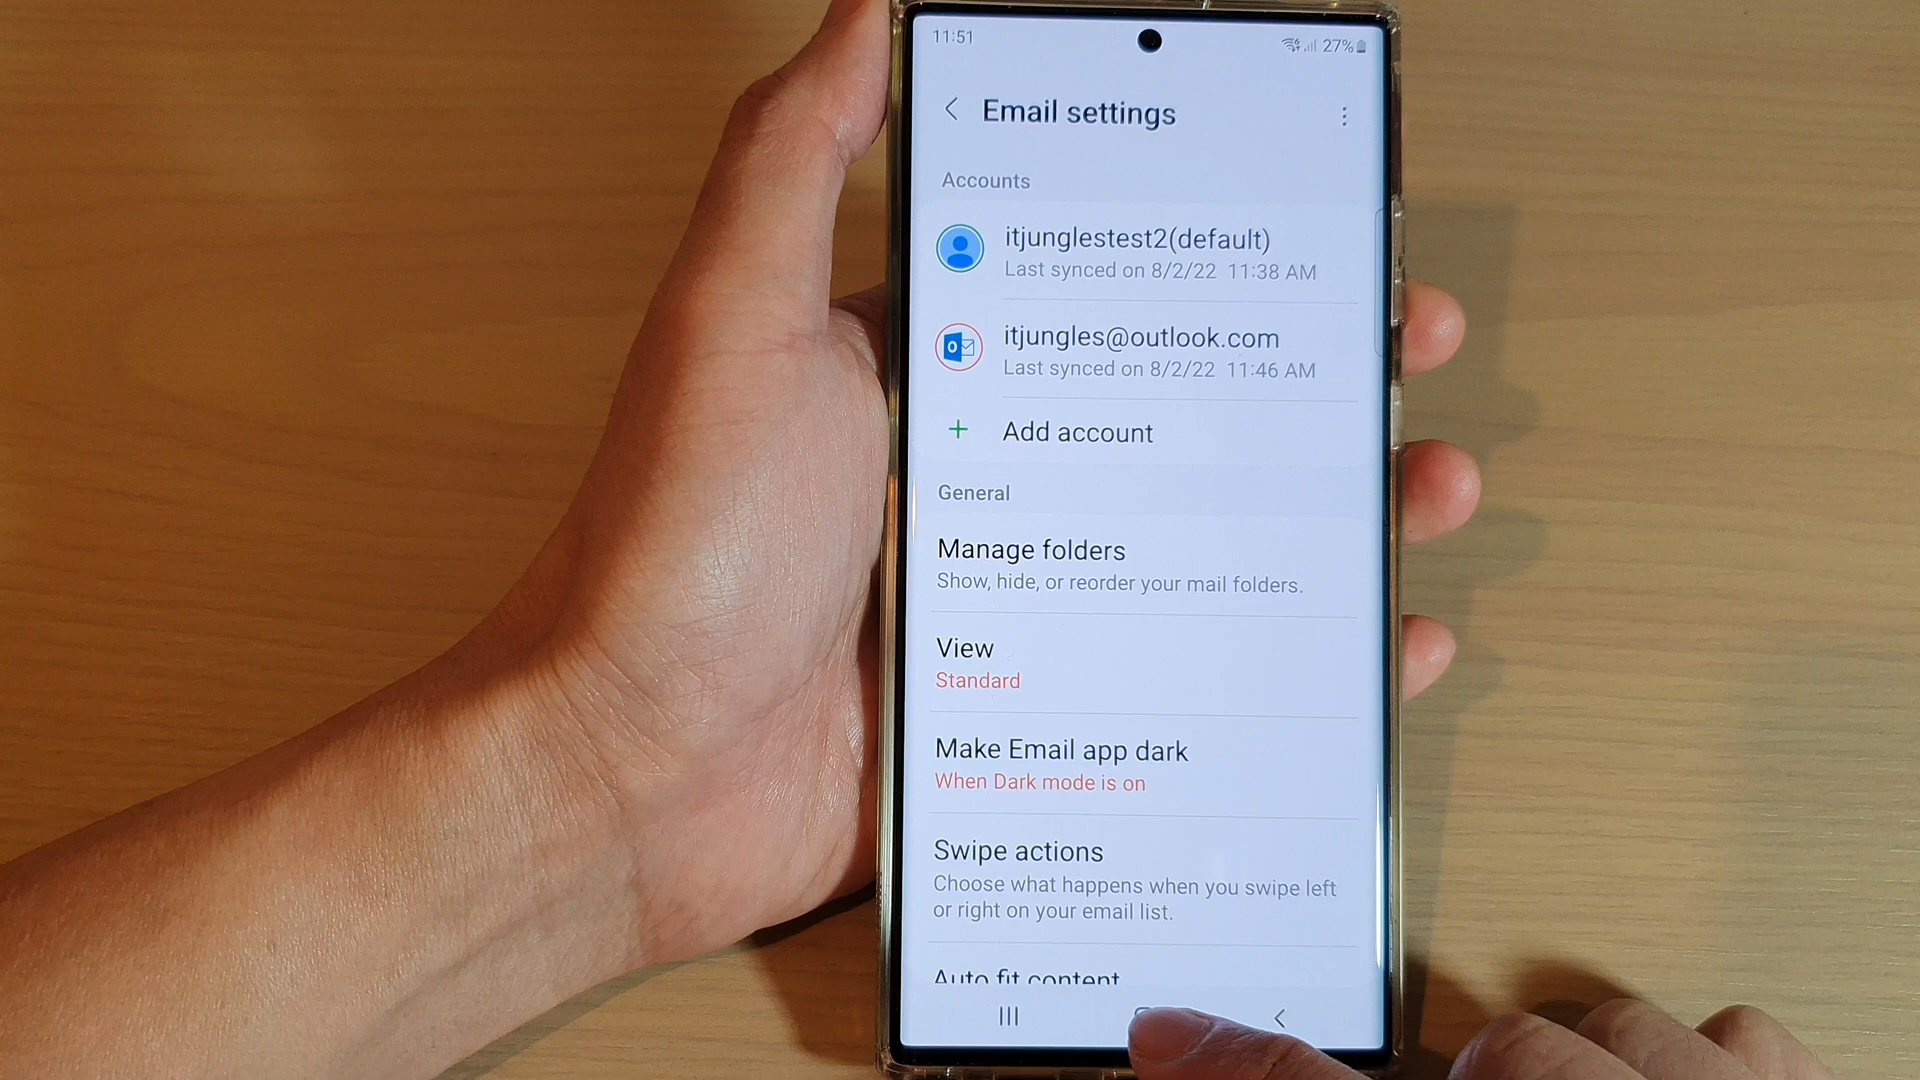 11:51
27%
Email settings
Accounts
itjunglestest2(default)
Last synced on 8/2/22 11:38 AM
itjungles@outlook.com
Last synced on 8/2/22 11:46 AM
+ Add account
General
Manage folders
Show, hide, or reorder your mail folders.
View
Standard
Make Email app dark
When Dark mode is on
Swipe actions
Choose what happens when you swipe left
or right on your email list.
Auto fit content